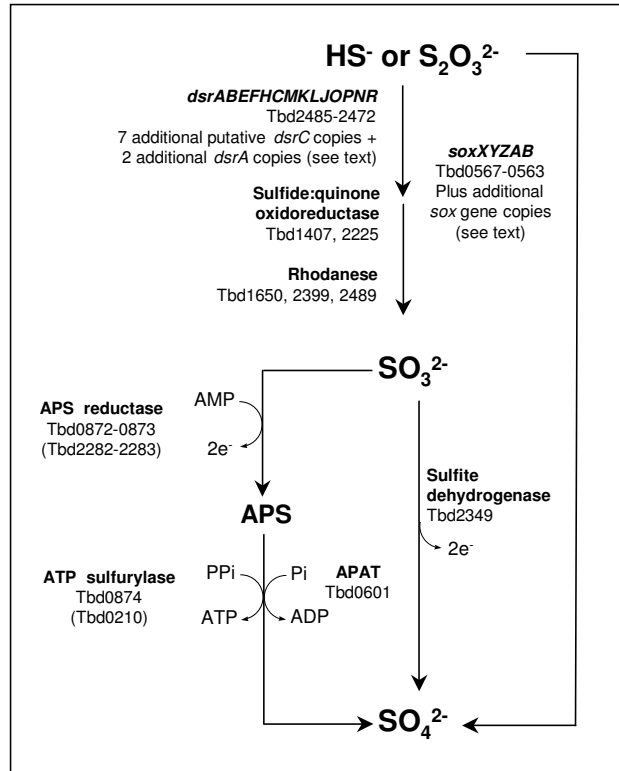 HS⁻ or S₂O₃²⁻
dsrABEFHCMKLJOPNR
Tbd2485-2472
7 additional putative dsrC copies +
2 additional dsrA copies (see text)
soxXYZAB
Tbd0567-0563
Plus additional
sox gene copies
(see text)
Sulfide:quinone
oxidoreductase
Tbd1407, 2225
Rhodanese
Tbd1650, 2399, 2489
SO₃²⁻
APS reductase
Tbd0872-0873
(Tbd2282-2283)
AMP
2e⁻
Sulfite
dehydrogenase
Tbd2349
2e⁻
APS
ATP sulfurylase
Tbd0874
(Tbd0210)
PPi
ATP
Pi
ADP
APAT
Tbd0601
SO₄²⁻